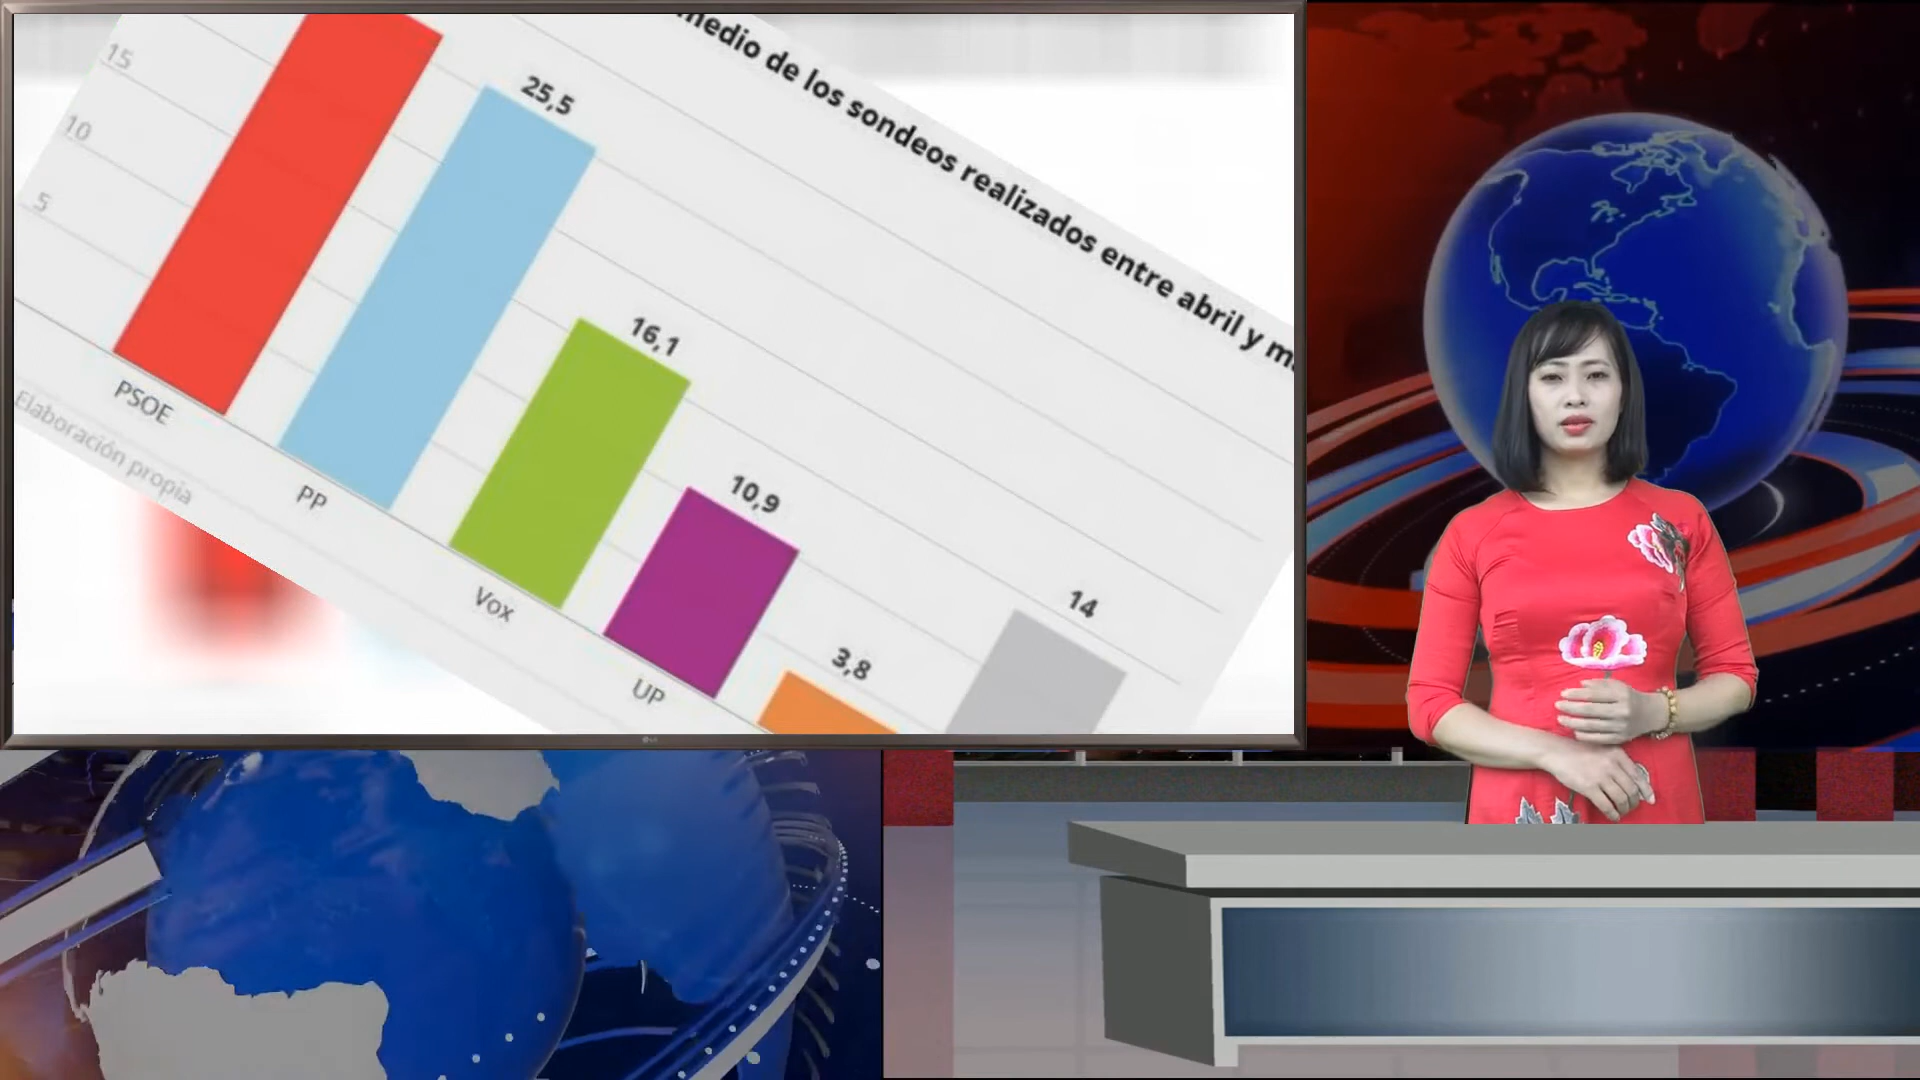 medio de los sondeos realizados entre abril y
15
10
5
25,5
16,1
10,9
3,8
14
PSOE
PP
Vox
UP
Elaboración propia